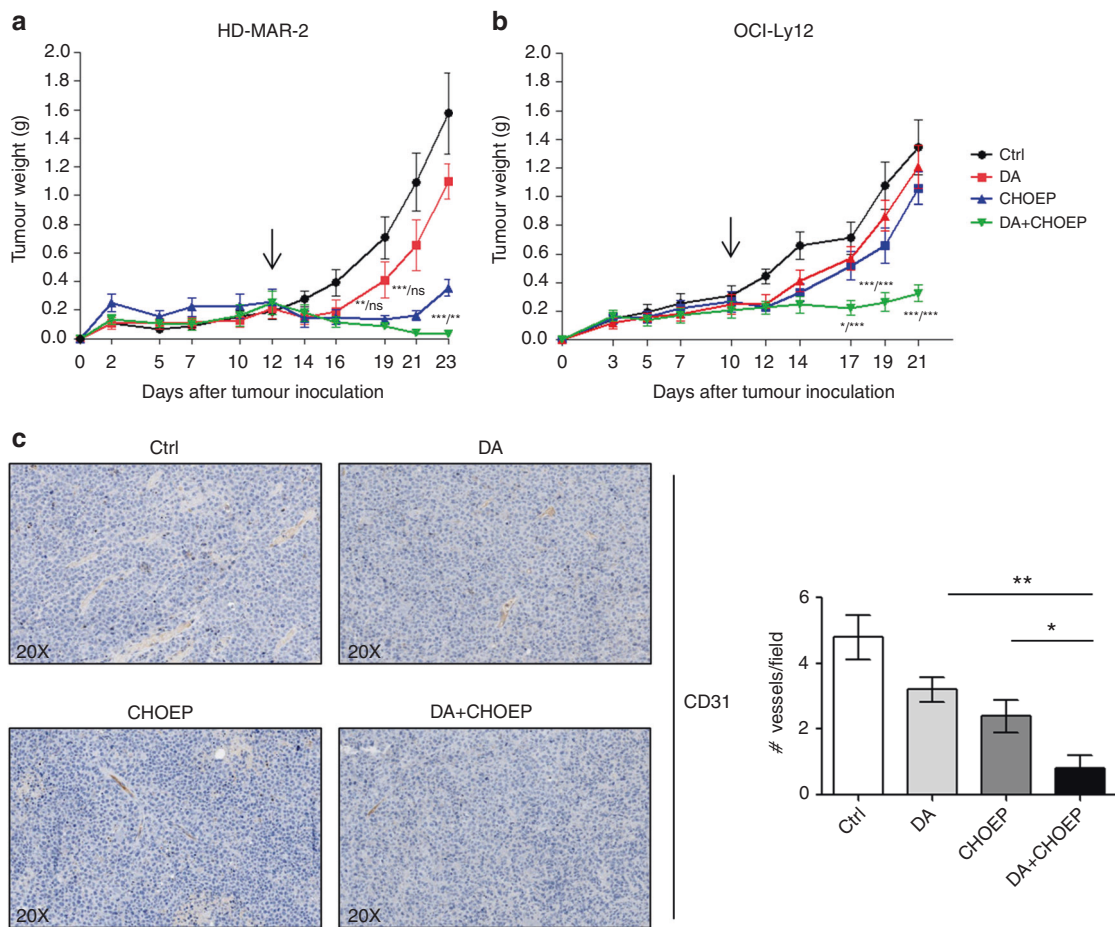 a
HD-MAR-2
Tumour weight (g)
2.0
1.8
1.6
1.4
1.2
1.0
0.8
0.6
0.4
0.2
0.0
**/ns
***/ns
***/**
0 2 5 7 10 12 14 16 19 21 23
Days after tumour inoculation
b
OCI-Ly12
Tumour weight (g)
2.0
1.8
1.6
1.4
1.2
1.0
0.8
0.6
0.4
0.2
0.0
***/***
*/***
***/***
0 3 5 7 10 12 14 17 19 21
Days after tumour inoculation
Ctrl
DA
CHOEP
DA+CHOEP
c
Ctrl
20X
DA
20X
CHOEP
20X
DA+CHOEP
20X
CD31
# vessels/field
6
4
2
0
**
*
Ctrl
DA
CHOEP
DA+CHOEP